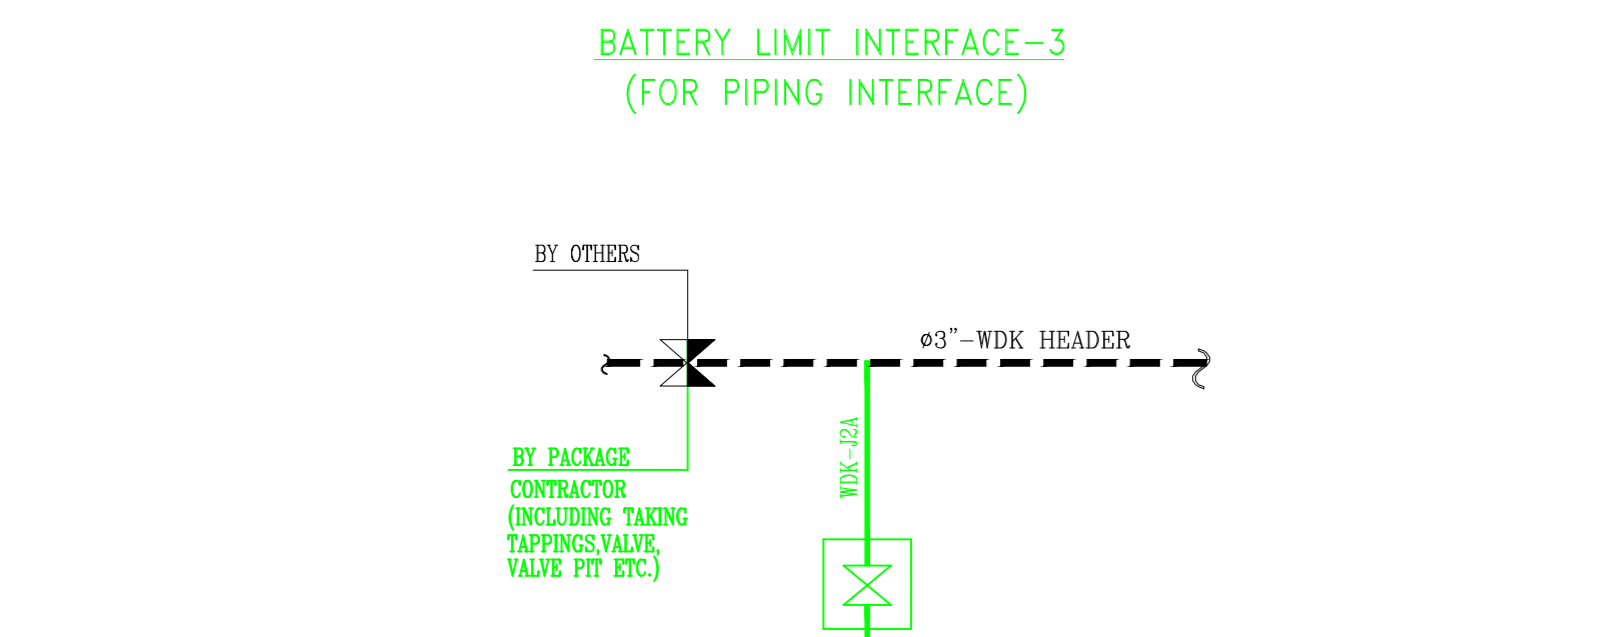 BATTERY LIMIT INTERFACE-3
(FOR PIPING INTERFACE)
BY OTHERS
ø3"-WDK HEADER
WDK-J2A
BY PACKAGE
CONTRACTOR
(INCLUDING TAKING
TAPPINGS,VALVE,
VALVE PIT ETC.)